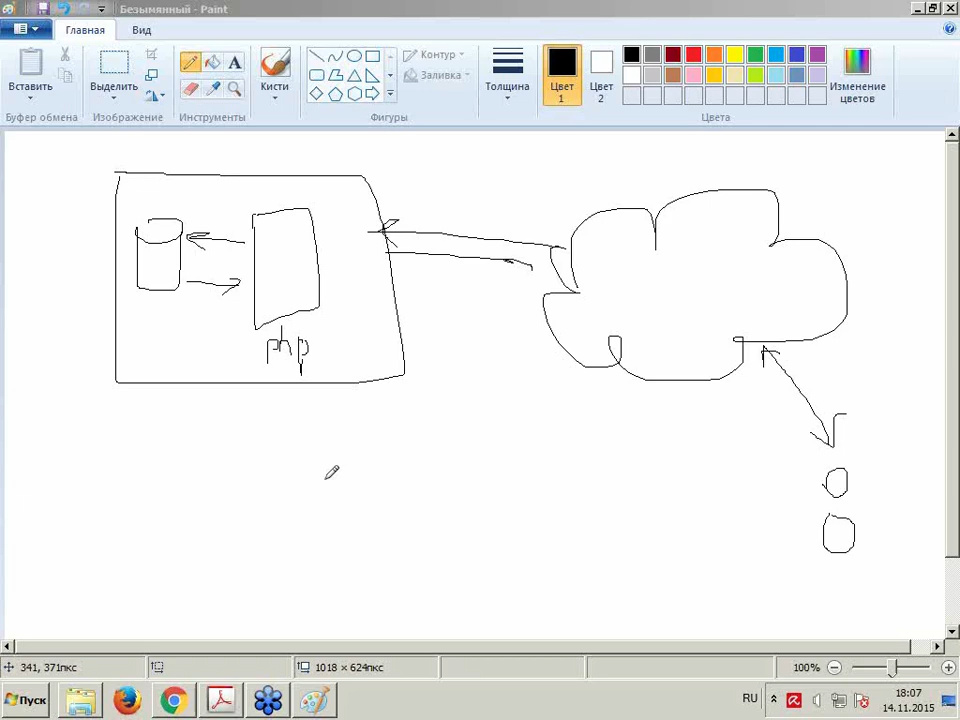 Безымянный - Paint
Главная
Вид
Вставить
Выделить
Кисти
Контур
Заливка
Толщина
Цвет 1
Цвет 2
Изменение цветов
Буфер обмена
Изображение
Инструменты
Фигуры
Цвета
php
341, 371пкс
1018 × 624пкс
100%
Пуск
RU
18:07
14.11.2015